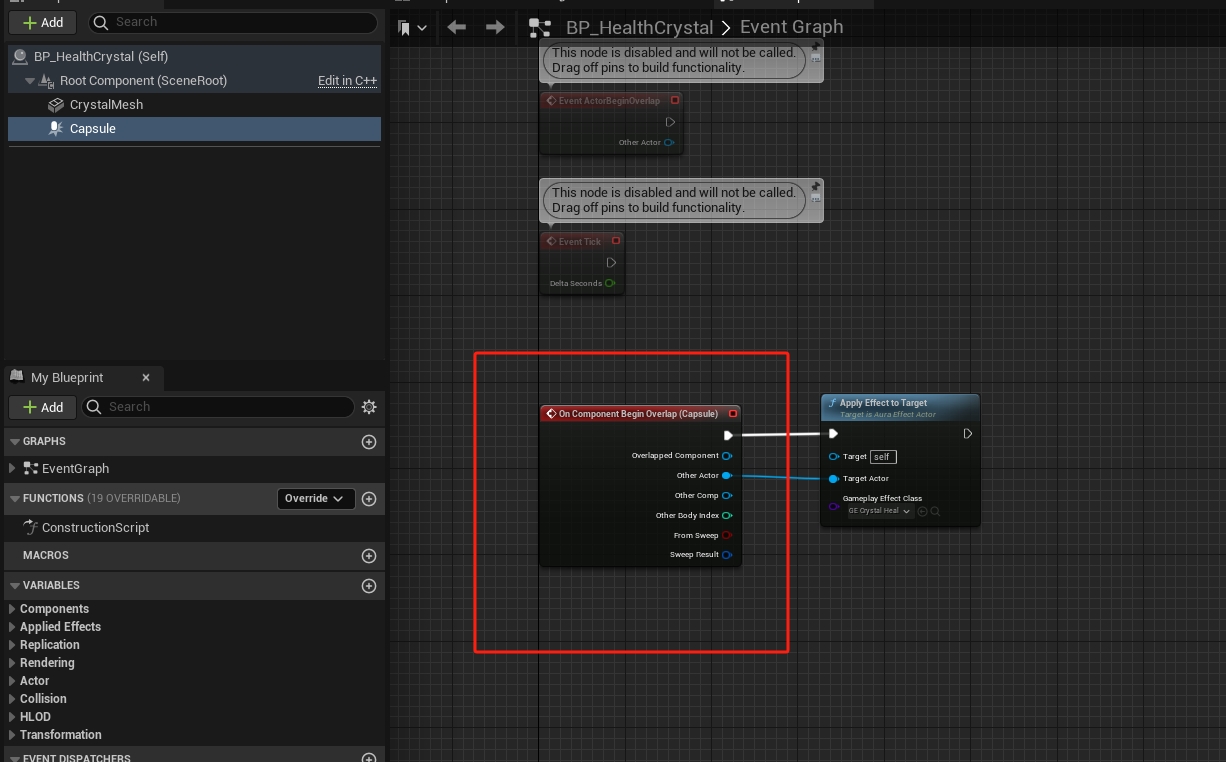 Add
Search
BP_HealthCrystal (Self)
Root Component (SceneRoot)
Edit in C++
CrystalMesh
Capsule
My Blueprint
Add
Search
GRAPHS
EventGraph
FUNCTIONS (19 OVERRIDABLE)
Override
ConstructionScript
MACROS
VARIABLES
Components
Applied Effects
Replication
Rendering
Actor
Collision
HLOD
Transformation
EVENT DISPATCHERS
BP_HealthCrystal > Event Graph
This node is disabled and will not be called.
Drag off pins to build functionality.
Event ActorBeginOverlap
Other Actor
This node is disabled and will not be called.
Drag off pins to build functionality.
Event Tick
Delta Seconds
On Component Begin Overlap (Capsule)
Overlapped Component
Other Actor
Other Comp
Other Body Index
From Sweep
Sweep Result
f Apply Effect to Target
Target is Aura Effect Actor
Target self
Target Actor
Gameplay Effect Class
GE Crystal Heal